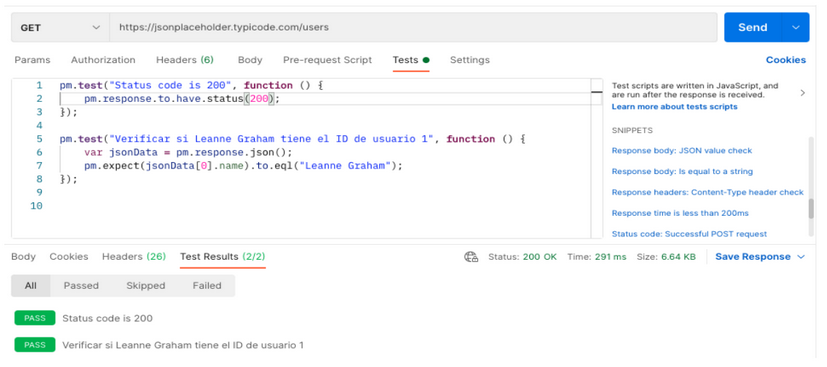 GET https://jsonplaceholder.typicode.com/users Send
Params Authorization Headers (6) Body Pre-request Script Tests Settings Cookies
1 pm.test("Status code is 200", function () {
2 pm.response.to.have.status(200);
3 });
4
5 pm.test("Verificar si Leanne Graham tiene el ID de usuario 1", function () {
6 var jsonData = pm.response.json();
7 pm.expect(jsonData[0].name).to.eql("Leanne Graham");
8 });
9
10
Test scripts are written in JavaScript, and
are run after the response is received.
Learn more about tests scripts
SNIPPETS
Response body: JSON value check
Response body: Is equal to a string
Response headers: Content-Type header check
Response time is less than 200ms
Status code: Successful POST request
Body Cookies Headers (26) Test Results (2/2) Status: 200 OK Time: 291 ms Size: 6.64 KB Save Response
All Passed Skipped Failed
PASS Status code is 200
PASS Verificar si Leanne Graham tiene el ID de usuario 1